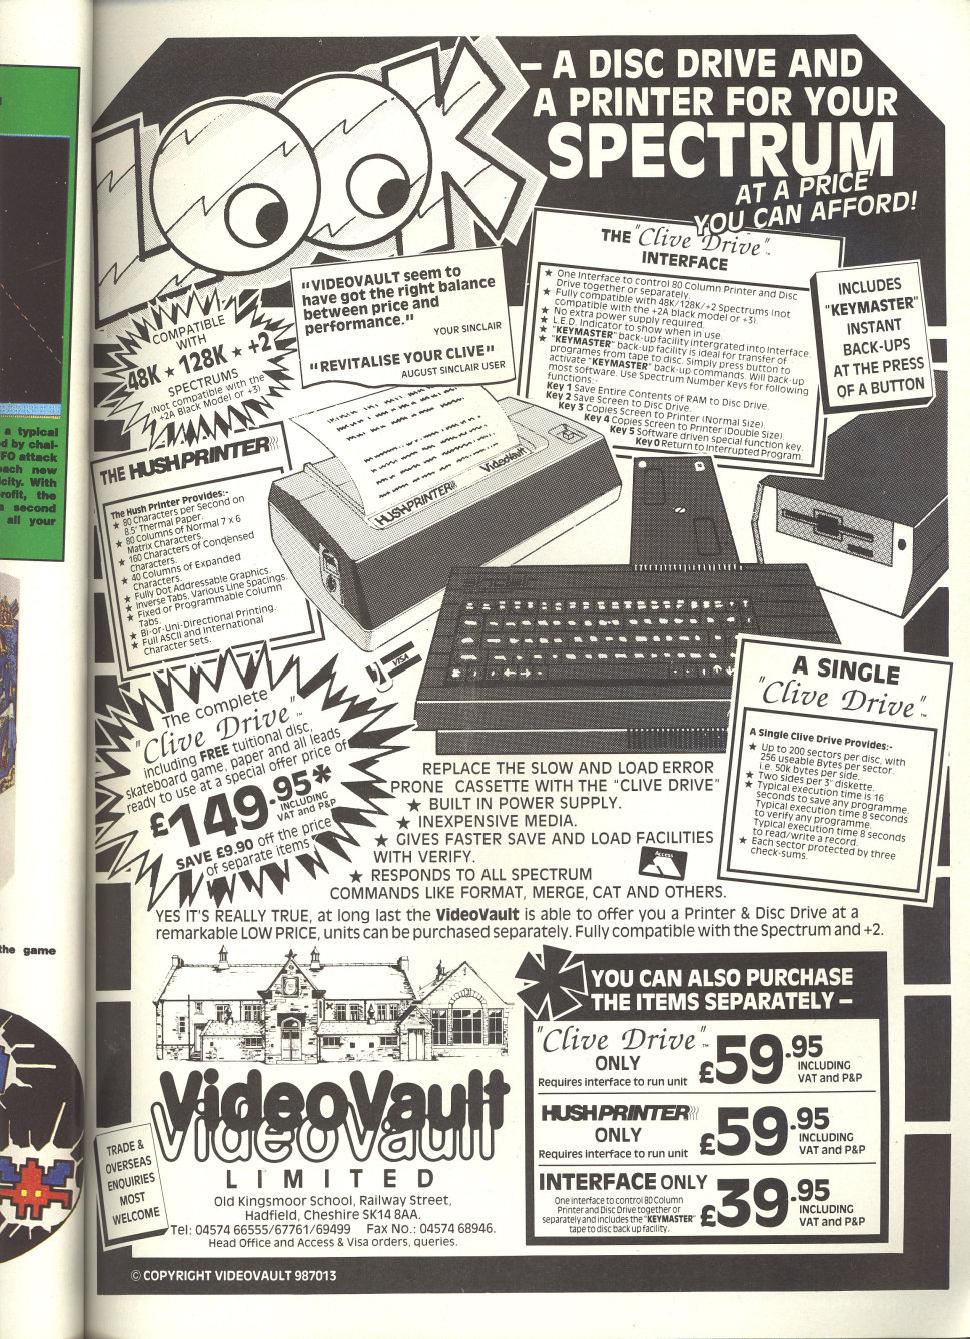 LOOK
– A DISC DRIVE AND
A PRINTER FOR YOUR
SPECTRUM
AT A PRICE
YOU CAN AFFORD!
"VIDEOVAULT seem to
have got the right balance
between price and
performance."
YOUR SINCLAIR
"REVITALISE YOUR CLIVE"
AUGUST SINCLAIR USER
COMPATIBLE
WITH
48K ★ 128K ★ +2
SPECTRUMS
(Not compatible with the
+2A Black Model or +3)
THE "Clive Drive"™
INTERFACE
★ One Interface to control 80 Column Printer and Disc
Drive together or separately.
★ Fully compatible with 48K/128K/+2 Spectrums (not
compatible with the +2A black model or +3).
★ No extra power supply required.
★ L.E.D. Indicator to show when in use.
★ "KEYMASTER" back-up facility intergrated into Interface.
★ "KEYMASTER" back-up facility is ideal for transfer of
programes from tape to disc. Simply press button to
activate "KEYMASTER" back-up commands. Will back-up
most software. Use Spectrum Number Keys for following
functions:-
Key 1 Save Entire Contents of RAM to Disc Drive.
Key 2 Save Screen to Disc Drive.
Key 3 Copies Screen to Printer (Normal Size).
Key 4 Copies Screen to Printer (Double Size).
Key 5 Software driven special function key.
Key 0 Return to Interrupted Program.
INCLUDES
"KEYMASTER"
INSTANT
BACK-UPS
AT THE PRESS
OF A BUTTON
THE HUSHPRINTER
The Hush Printer Provides:-
★ 80 Characters per Second on
8.5" Thermal Paper.
★ 80 Columns of Normal 7 x 6
Matrix Characters.
★ 160 Characters of Condensed
Characters.
★ 40 Columns of Expanded
Characters.
★ Fully Dot Addressable Graphics.
★ Inverse Tabs, Various Line Spacings.
★ Fixed or Programmable Column
Tabs.
★ Bi-or-Uni-Directional Printing.
★ Full ASCII and International
Character Sets.
HUSHPRINTER
VideoVault
sinclair
VISA
The complete
"Clive Drive"™
including FREE tuitional disc,
skateboard game, paper and all leads
ready to use at a special offer price of
£149.95*
INCLUDING
VAT and P&P
SAVE £9.90 off the price
of separate items
A SINGLE
"Clive Drive"™
A Single Clive Drive Provides:-
★ Up to 200 sectors per disc, with
256 useable Bytes per sector.
i.e. 50k bytes per side.
★ Two sides per 3" diskette.
★ Typical execution time is 16
seconds to save any programme.
Typical execution time 8 seconds
to verify any programme.
Typical execution time 8 seconds
to read/write a record.
★ Each sector protected by three
check-sums.
REPLACE THE SLOW AND LOAD ERROR
PRONE CASSETTE WITH THE "CLIVE DRIVE"
★ BUILT IN POWER SUPPLY.
★ INEXPENSIVE MEDIA.
★ GIVES FASTER SAVE AND LOAD FACILITIES
WITH VERIFY.
Access
★ RESPONDS TO ALL SPECTRUM
COMMANDS LIKE FORMAT, MERGE, CAT AND OTHERS.
YES IT'S REALLY TRUE, at long last the VideoVault is able to offer you a Printer & Disc Drive at a
remarkable LOW PRICE, units can be purchased separately. Fully compatible with the Spectrum and +2.
VideoVault
VideoVault
LIMITED
Old Kingsmoor School, Railway Street,
Hadfield, Cheshire SK14 8AA.
Tel: 04574 66555/67761/69499 Fax No.: 04574 68946.
Head Office and Access & Visa orders, queries.
TRADE &
OVERSEAS
ENQUIRIES
MOST
WELCOME
YOU CAN ALSO PURCHASE
THE ITEMS SEPARATELY –
"Clive Drive"™
ONLY
Requires interface to run unit
£59.95
INCLUDING
VAT and P&P
HUSHPRINTER
ONLY
Requires interface to run unit
£59.95
INCLUDING
VAT and P&P
INTERFACE ONLY
One interface to control 80 Column
Printer and Disc Drive together or
separately and includes the "KEYMASTER"
tape to disc back up facility.
£39.95
INCLUDING
VAT and P&P
© COPYRIGHT VIDEOVAULT 987013
a typical
d by chal-
FO attack
each new
city. With
rofit, the
second
all your
the game